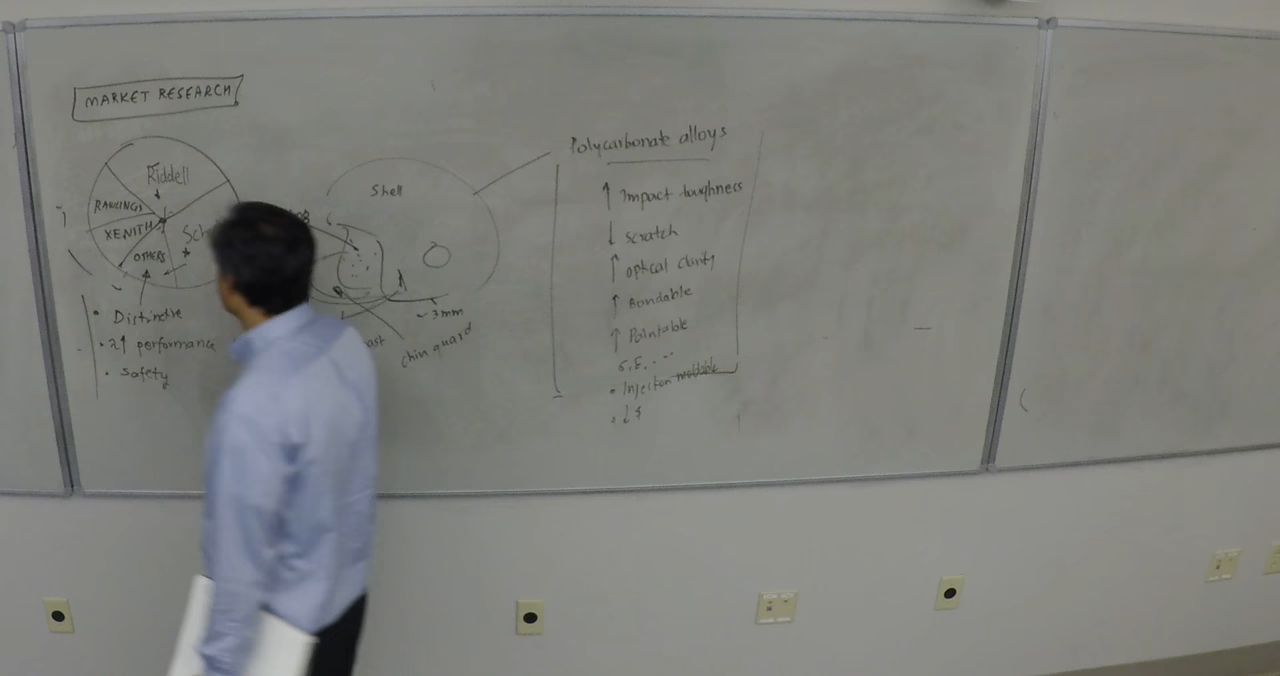 MARKET RESEARCH
Riddell
RAWLINGS
XENITH
OTHERS
• Distinctive
• performance
• Safety
Shell
~3mm
chin guard
Polycarbonate alloys
↑ Impact toughness
↓ Scratch
↑ optical clarity
↑ Bondable
↑ Paintable
• Injection moldable
• ↓ $